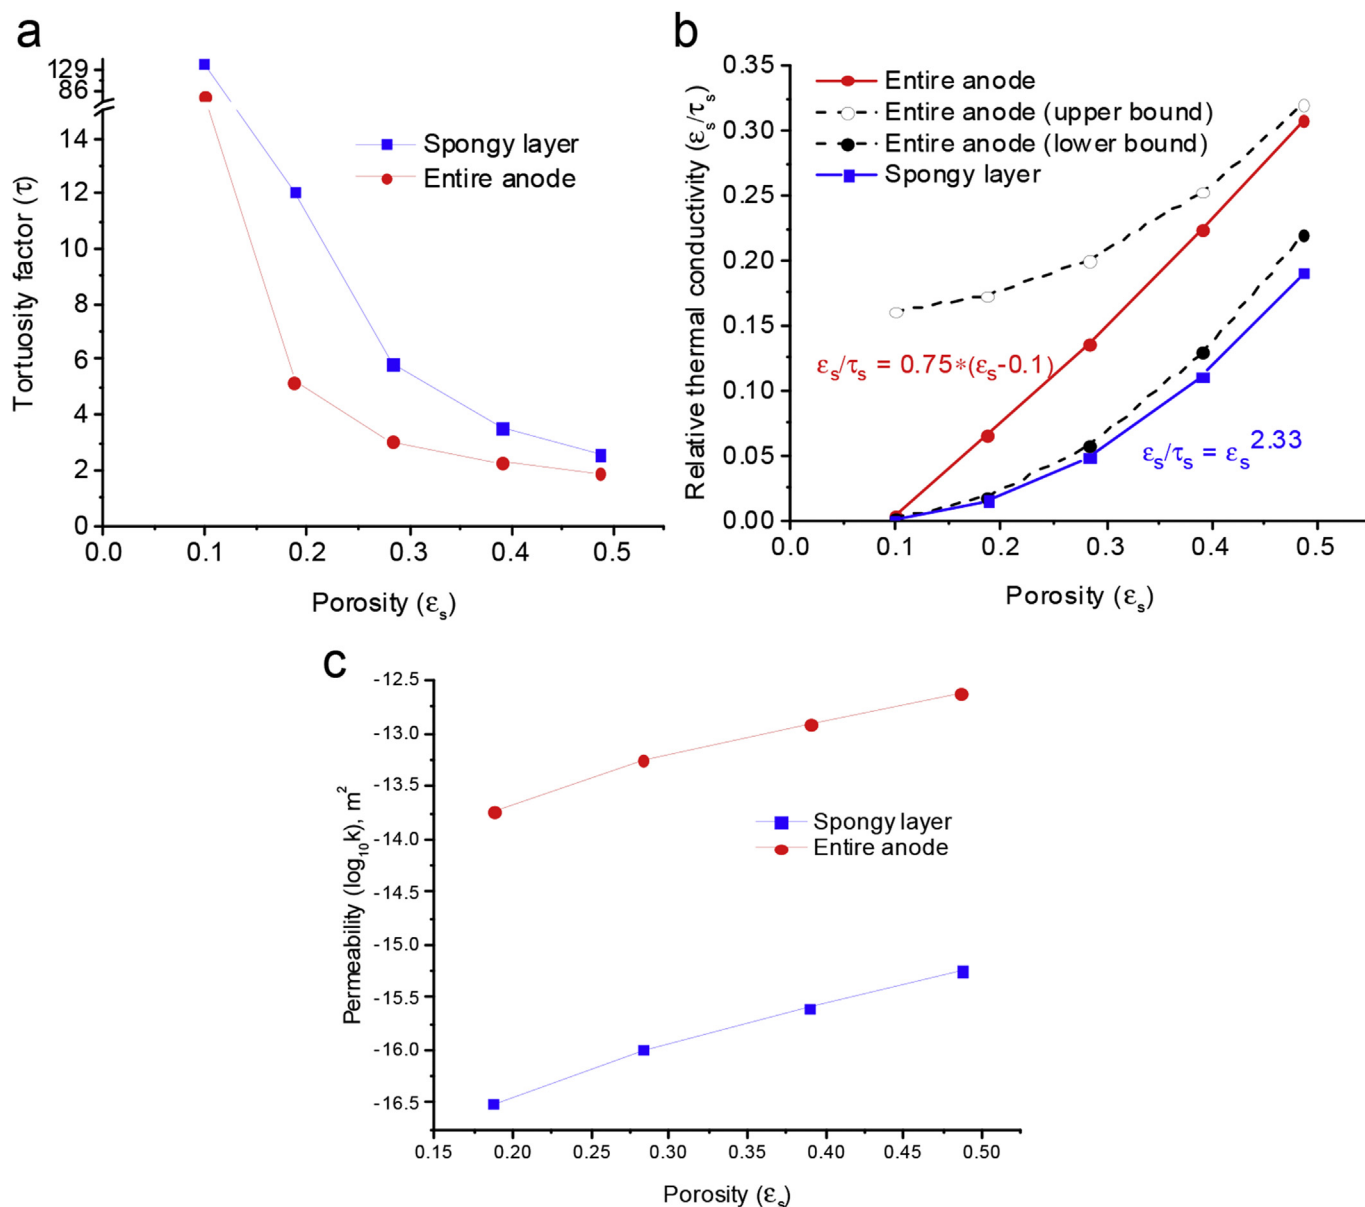 a
Tortuosity factor (τ)
129
86
14
12
10
8
6
4
2
0
0.0 0.1 0.2 0.3 0.4 0.5
Porosity (εs)
Spongy layer
Entire anode
b
Relative thermal conductivity (εs/τs)
0.35
0.30
0.25
0.20
0.15
0.10
0.05
0.00
0.0 0.1 0.2 0.3 0.4 0.5
Porosity (εs)
Entire anode
Entire anode (upper bound)
Entire anode (lower bound)
Spongy layer
εs/τs = 0.75*(εs-0.1)
εs/τs = εs^2.33
c
Permeability (log10k), m²
-12.5
-13.0
-13.5
-14.0
-14.5
-15.0
-15.5
-16.0
-16.5
0.15 0.20 0.25 0.30 0.35 0.40 0.45 0.50
Porosity (εs)
Spongy layer
Entire anode